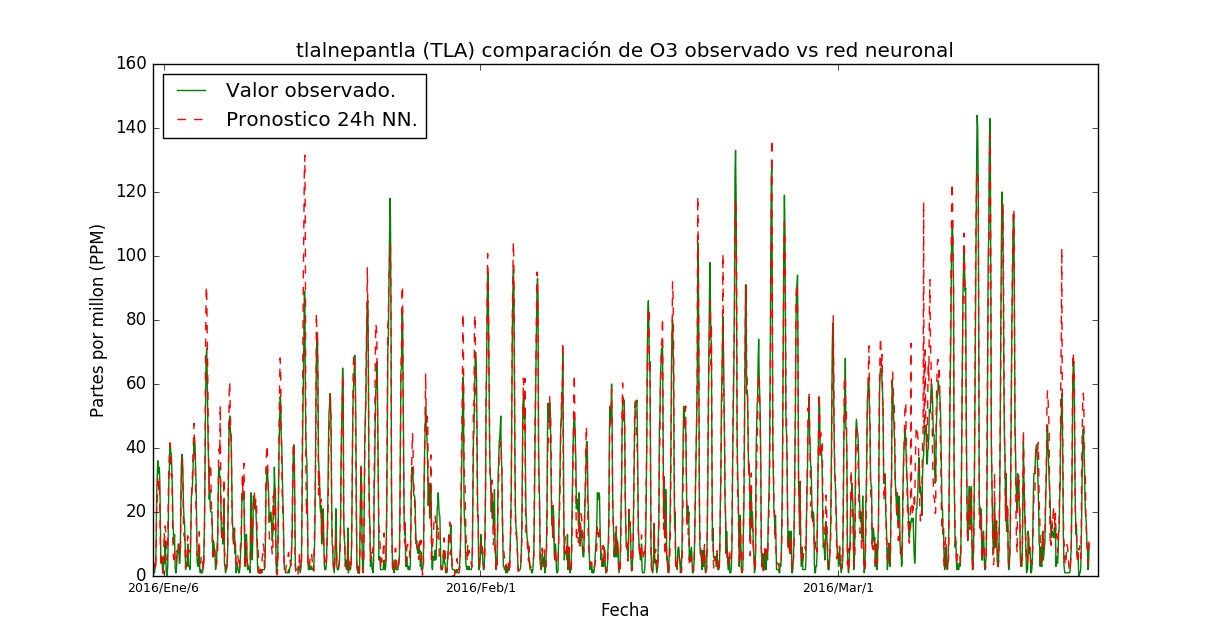 tlalnepantla (TLA) comparación de O3 observado vs red neuronal
Valor observado.
Pronostico 24h NN.
Partes por millon (PPM)
160
140
120
100
80
60
40
20
0
2016/Ene/6
2016/Feb/1
2016/Mar/1
Fecha